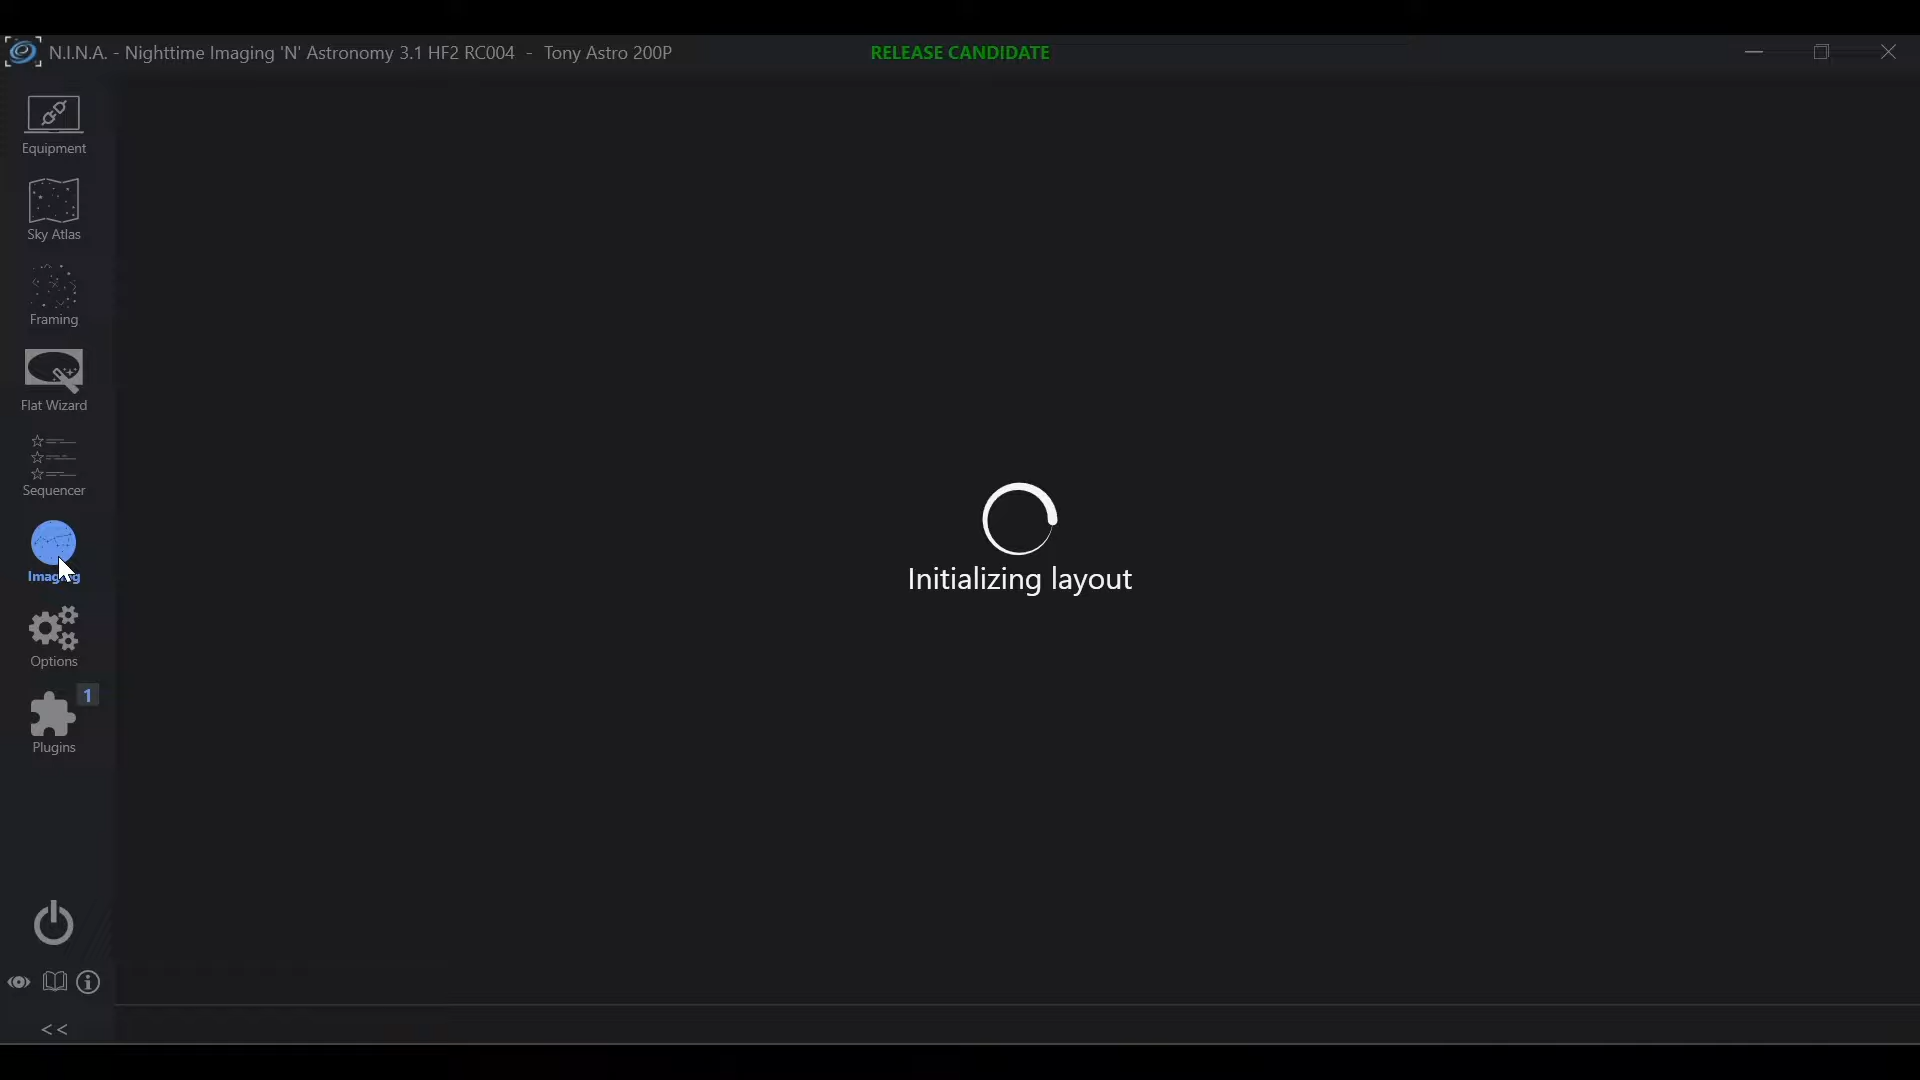 N.I.N.A. - Nighttime Imaging 'N' Astronomy 3.1 HF2 RC004 - Tony Astro 200P
RELEASE CANDIDATE
Equipment
Sky Atlas
Framing
Flat Wizard
Sequencer
Imaging
Options
1
Plugins
Initializing layout
<<